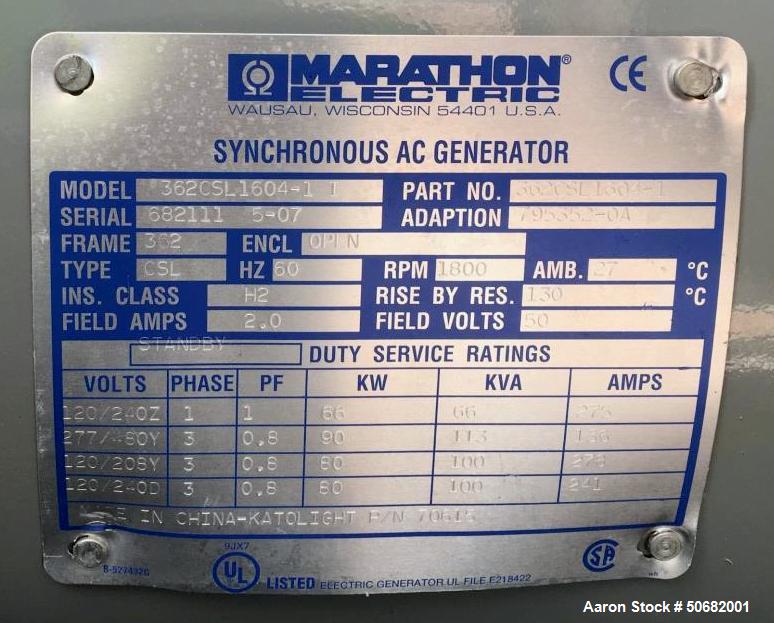 Ω MARATHON® CE
ELECTRIC
WAUSAU, WISCONSIN 54401 U.S.A.
SYNCHRONOUS AC GENERATOR
MODEL 362CSL1604-1 1 PART NO. 362CSL1604-1
SERIAL 682111 5-07 ADAPTION 795352-0A
FRAME 362 ENCL OPEN
TYPE CSL HZ 60 RPM 1800 AMB. 27 °C
INS. CLASS H2 RISE BY RES. 130 °C
FIELD AMPS 2.0 FIELD VOLTS 50
STANDBY DUTY SERVICE RATINGS
VOLTS PHASE PF KW KVA AMPS
120/240Z 1 1 66 66 275
277/480Y 3 0.8 90 113 136
120/208Y 3 0.8 80 100 278
120/240D 3 0.8 80 100 241
MADE IN CHINA-KATOLIGHT P/N 70615
9JX7
B-527492G UL LISTED ELECTRIC GENERATOR.UL FILE E218422 SA
Aaron Stock # 50682001